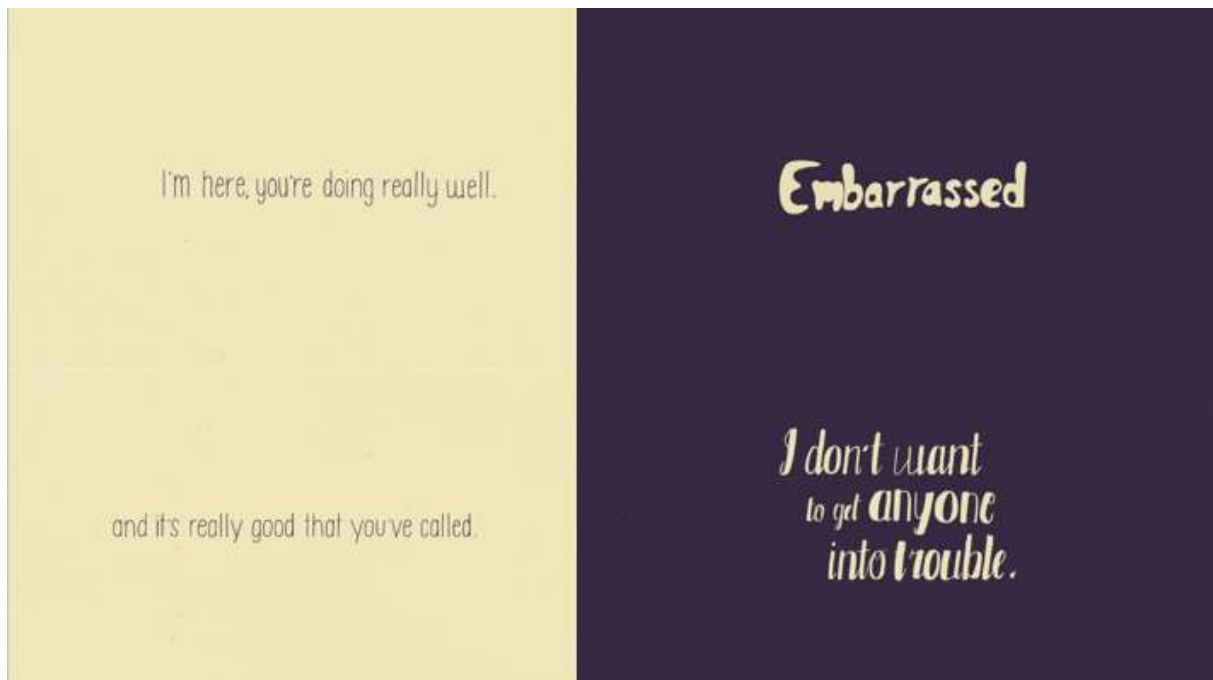 I'm here, you're doing really well.
and it's really good that you've called.
Embarrassed
I don't want
to get anyone
into trouble.